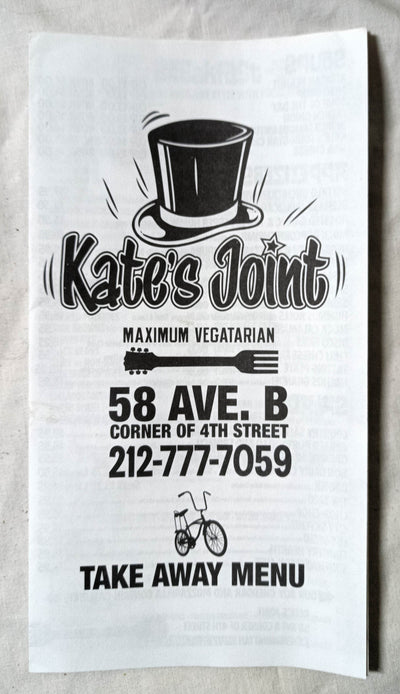 Kate's Joint
MAXIMUM VEGATARIAN
58 AVE. B
CORNER OF 4TH STREET
212-777-7059
TAKE AWAY MENU